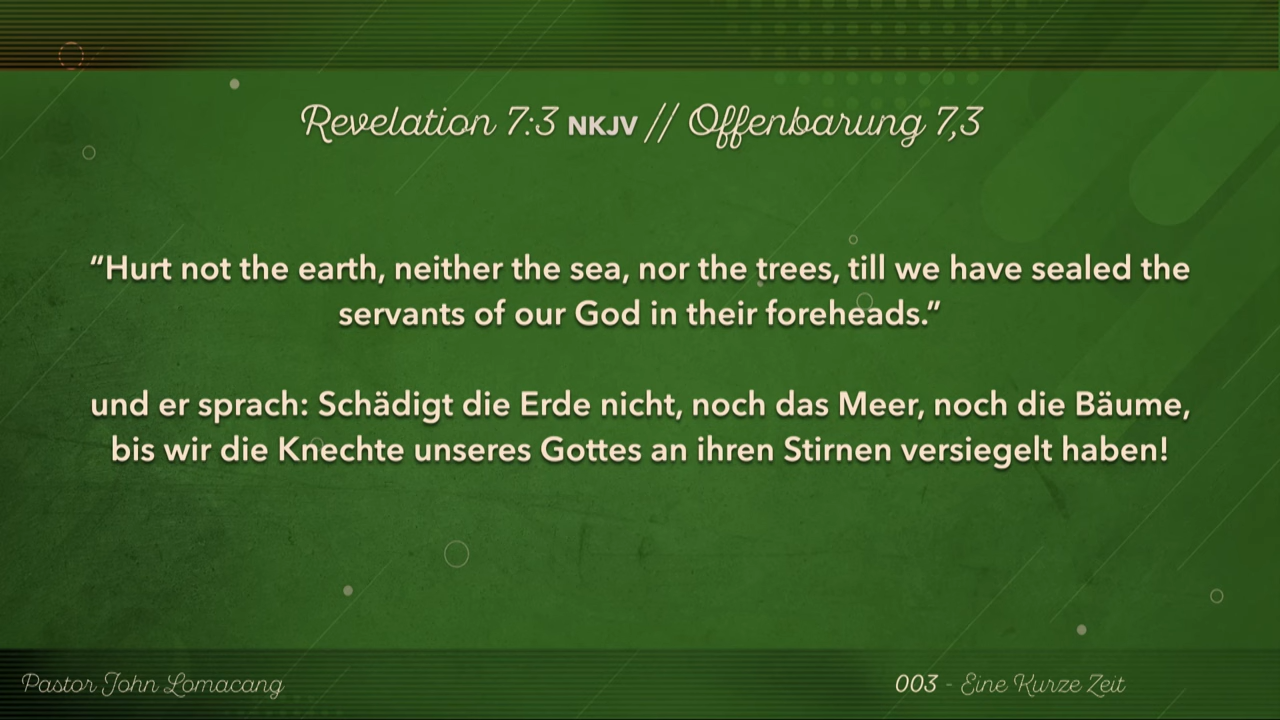 Revelation 7:3 NKJV // Offenbarung 7,3
“Hurt not the earth, neither the sea, nor the trees, till we have sealed the
servants of our God in their foreheads.”
und er sprach: Schädigt die Erde nicht, noch das Meer, noch die Bäume,
bis wir die Knechte unseres Gottes an ihren Stirnen versiegelt haben!
Pastor John Lomacang
003 - Eine Kurze Zeit